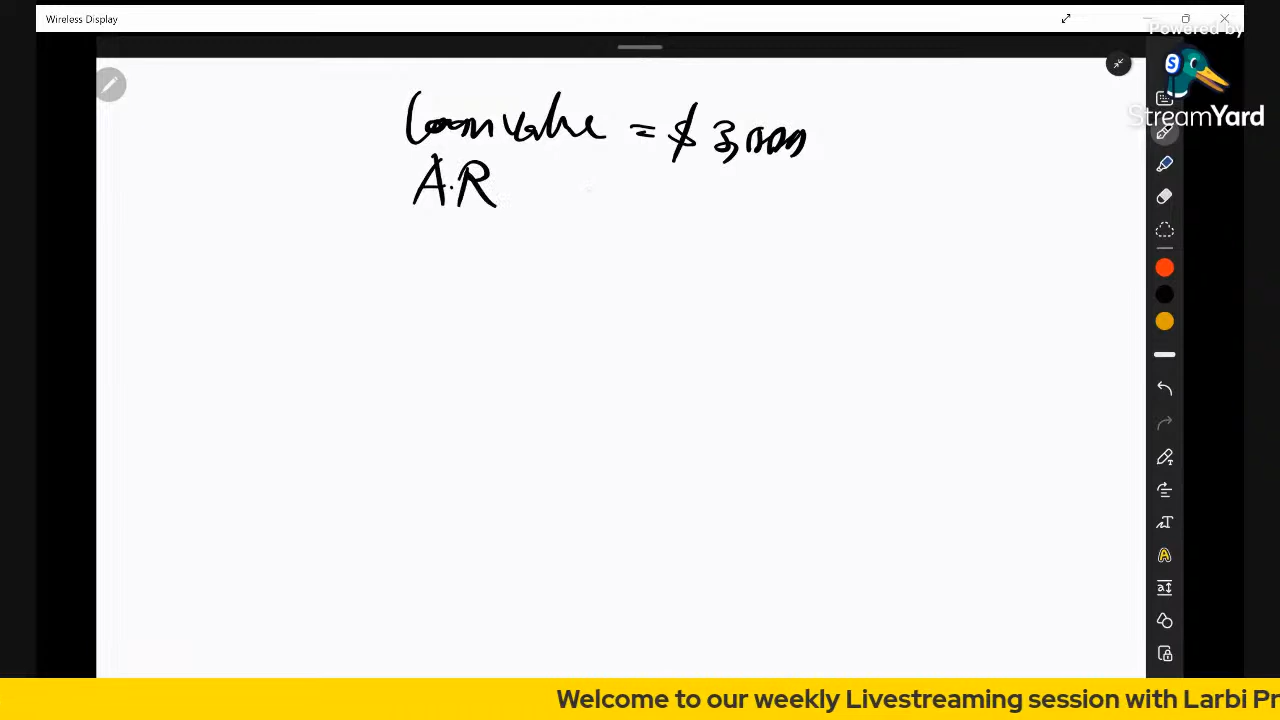 Wireless Display
Powered by
StreamYard
Loan value = $ 3,000
A.R
Welcome to our weekly Livestreaming session with Larbi Pr